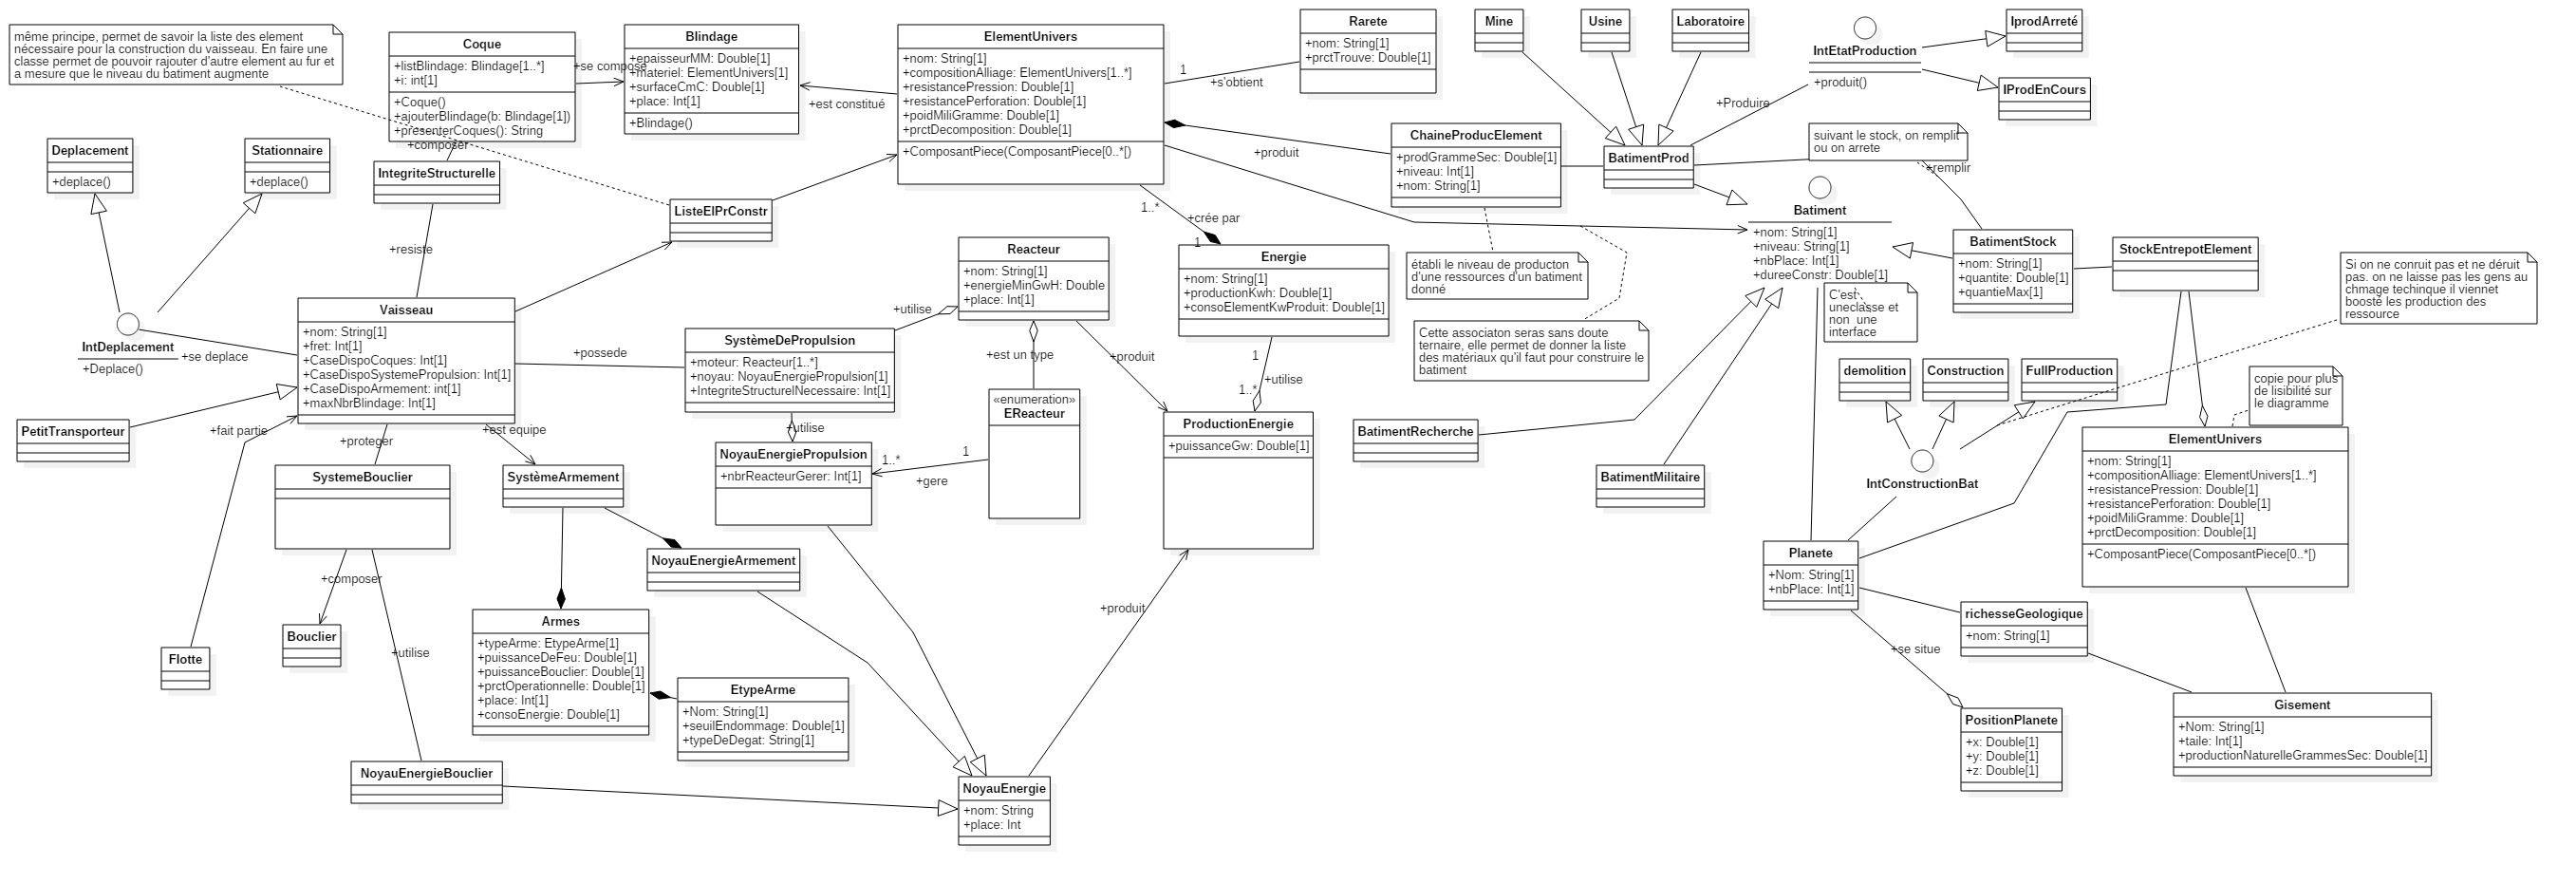 même principe, permet de savoir la liste des element
nécessaire pour la construction du vaisseau. En faire une
classe permet de pouvoir rajouter d'autre element au fur et
a mesure que le niveau du batiment augmente
Coque
+listBlindage: Blindage[1..*]
+i: int[1]
+Coque()
+ajouterBlindage(b: Blindage[1])
+presenterCoques(): String
+se compose
Blindage
+epaisseurMM: Double[1]
+materiel: ElementUnivers[1]
+surfaceCmC: Double[1]
+place: Int[1]
+Blindage()
+est constitué
ElementUnivers
+nom: String[1]
+compositionAlliage: ElementUnivers[1..*]
+resistancePression: Double[1]
+resistancePerforation: Double[1]
+poidMiliGramme: Double[1]
+prctDecomposition: Double[1]
+ComposantPiece(ComposantPiece[0..*[)
1
+s'obtient
Rarete
+nom: String[1]
+prctTrouve: Double[1]
Mine
Usine
Laboratoire
IntEtatProduction
+produit()
IprodArreté
IProdEnCours
+Produire
+produit
ChaineProducElement
+prodGrammeSec: Double[1]
+niveau: Int[1]
+nom: String[1]
BatimentProd
suivant le stock, on remplit
ou on arrete
+remplir
Deplacement
+deplace()
Stationnaire
+deplace()
+composer
IntegriteStructurelle
ListeElPrConstr
+resiste
1..*
+crée par
1
Batiment
+nom: String[1]
+niveau: String[1]
+nbPlace: Int[1]
+dureeConstr: Double[1]
BatimentStock
+nom: String[1]
+quantite: Double[1]
+quantieMax[1]
StockEntrepotElement
Si on ne conruit pas et ne déruit
pas. on ne laisse pas les gens au
chmage techinque il viennet
boosté les production des
ressource
Reacteur
+nom: String[1]
+energieMinGwH: Double
+place: Int[1]
Energie
+nom: String[1]
+productionKwh: Double[1]
+consoElementKwProduit: Double[1]
établi le niveau de producton
d'une ressources d'un batiment
donné
C'est
uneclasse et
non  une
interface
Cette associaton seras sans doute
ternaire, elle permet de donner la liste
des matériaux qu'il faut pour construire le
batiment
IntDeplacement
+Deplace()
+se deplace
Vaisseau
+nom: String[1]
+fret: Int[1]
+CaseDispoCoques: Int[1]
+CaseDispoSystemePropulsion: Int[1]
+CaseDispoArmement: int[1]
+maxNbrBlindage: Int[1]
+possede
+utilise
SystèmeDePropulsion
+moteur: Reacteur[1..*]
+noyau: NoyauEnergiePropulsion[1]
+IntegriteStructurelNecessaire: Int[1]
+est un type
+produit
1
+utilise
1..*
demolition
Construction
FullProduction
copie pour plus
de lisibilité sur
le diagramme
«enumeration»
EReacteur
PetitTransporteur
+fait partie
+proteger
+est equipe
+utilise
NoyauEnergiePropulsion
+nbrReacteurGerer: Int[1]
1..*
1
+gere
ProductionEnergie
+puissanceGw: Double[1]
BatimentRecherche
BatimentMilitaire
IntConstructionBat
ElementUnivers
+nom: String[1]
+compositionAlliage: ElementUnivers[1..*]
+resistancePression: Double[1]
+resistancePerforation: Double[1]
+poidMiliGramme: Double[1]
+prctDecomposition: Double[1]
+ComposantPiece(ComposantPiece[0..*[)
SystemeBouclier
SystèmeArmement
NoyauEnergieArmement
+composer
Bouclier
+utilise
Flotte
Armes
+typeArme: EtypeArme[1]
+puissanceDeFeu: Double[1]
+puissanceBouclier: Double[1]
+prctOperationnelle: Double[1]
+place: Int[1]
+consoEnergie: Double[1]
EtypeArme
+Nom: String[1]
+seuilEndommage: Double[1]
+typeDeDegat: String[1]
+produit
Planete
+Nom: String[1]
+nbPlace: Int[1]
richesseGeologique
+nom: String[1]
+se situe
PositionPlanete
+x: Double[1]
+y: Double[1]
+z: Double[1]
Gisement
+Nom: String[1]
+taile: Int[1]
+productionNaturelleGrammesSec: Double[1]
NoyauEnergieBouclier
NoyauEnergie
+nom: String
+place: Int